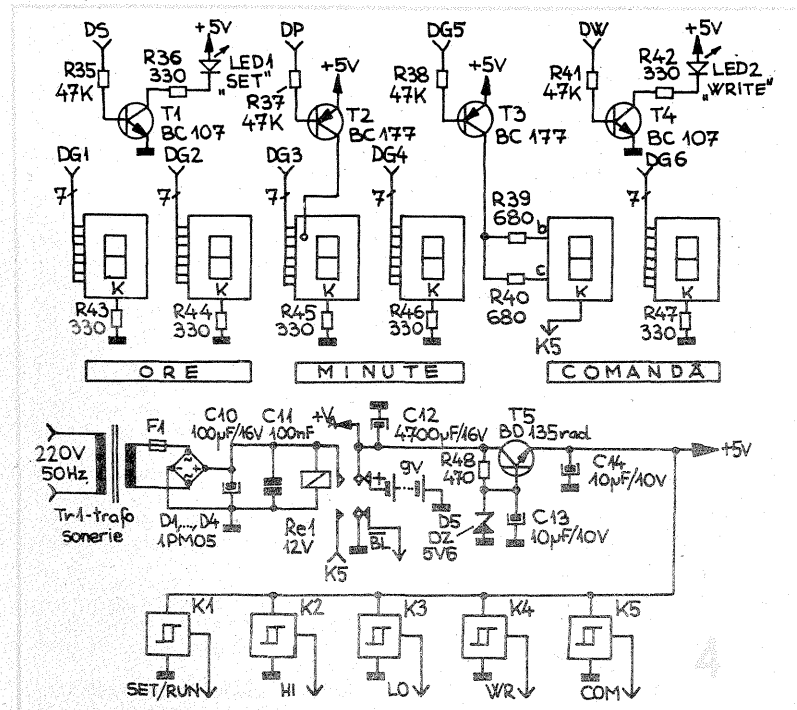 DS +5V DP DG5 DW +5V
R35 47K R36 330 LED1 "SET" T1 BC 107
R37 47K +5V T2 BC 177
R38 47K +5V T3 BC 177
R41 47K R42 330 LED2 "WRITE" T4 BC 107
DG1 DG2 DG3 DG4 DG6
7 7 7 7 7
R39 680 b
R40 680 c
K K K K K K
R43 330 R44 330 R45 330 R46 330 K5 R47 330
ORE MINUTE COMANDĂ
220V 50Hz F1 C10 100µF/16V C11 100nF +VA C12 4700µF/16V T5 BD 135rad +5V
Tr1-trafo sonerie D1,...,D4 1PM05 Re1 12V + 9V R48 470 C14 10µF/10V
K5 BL D5 DZ 5V6 C13 10µF/10V
K1 K2 K3 K4 K5
SET/RUN HI LO WR COM
4